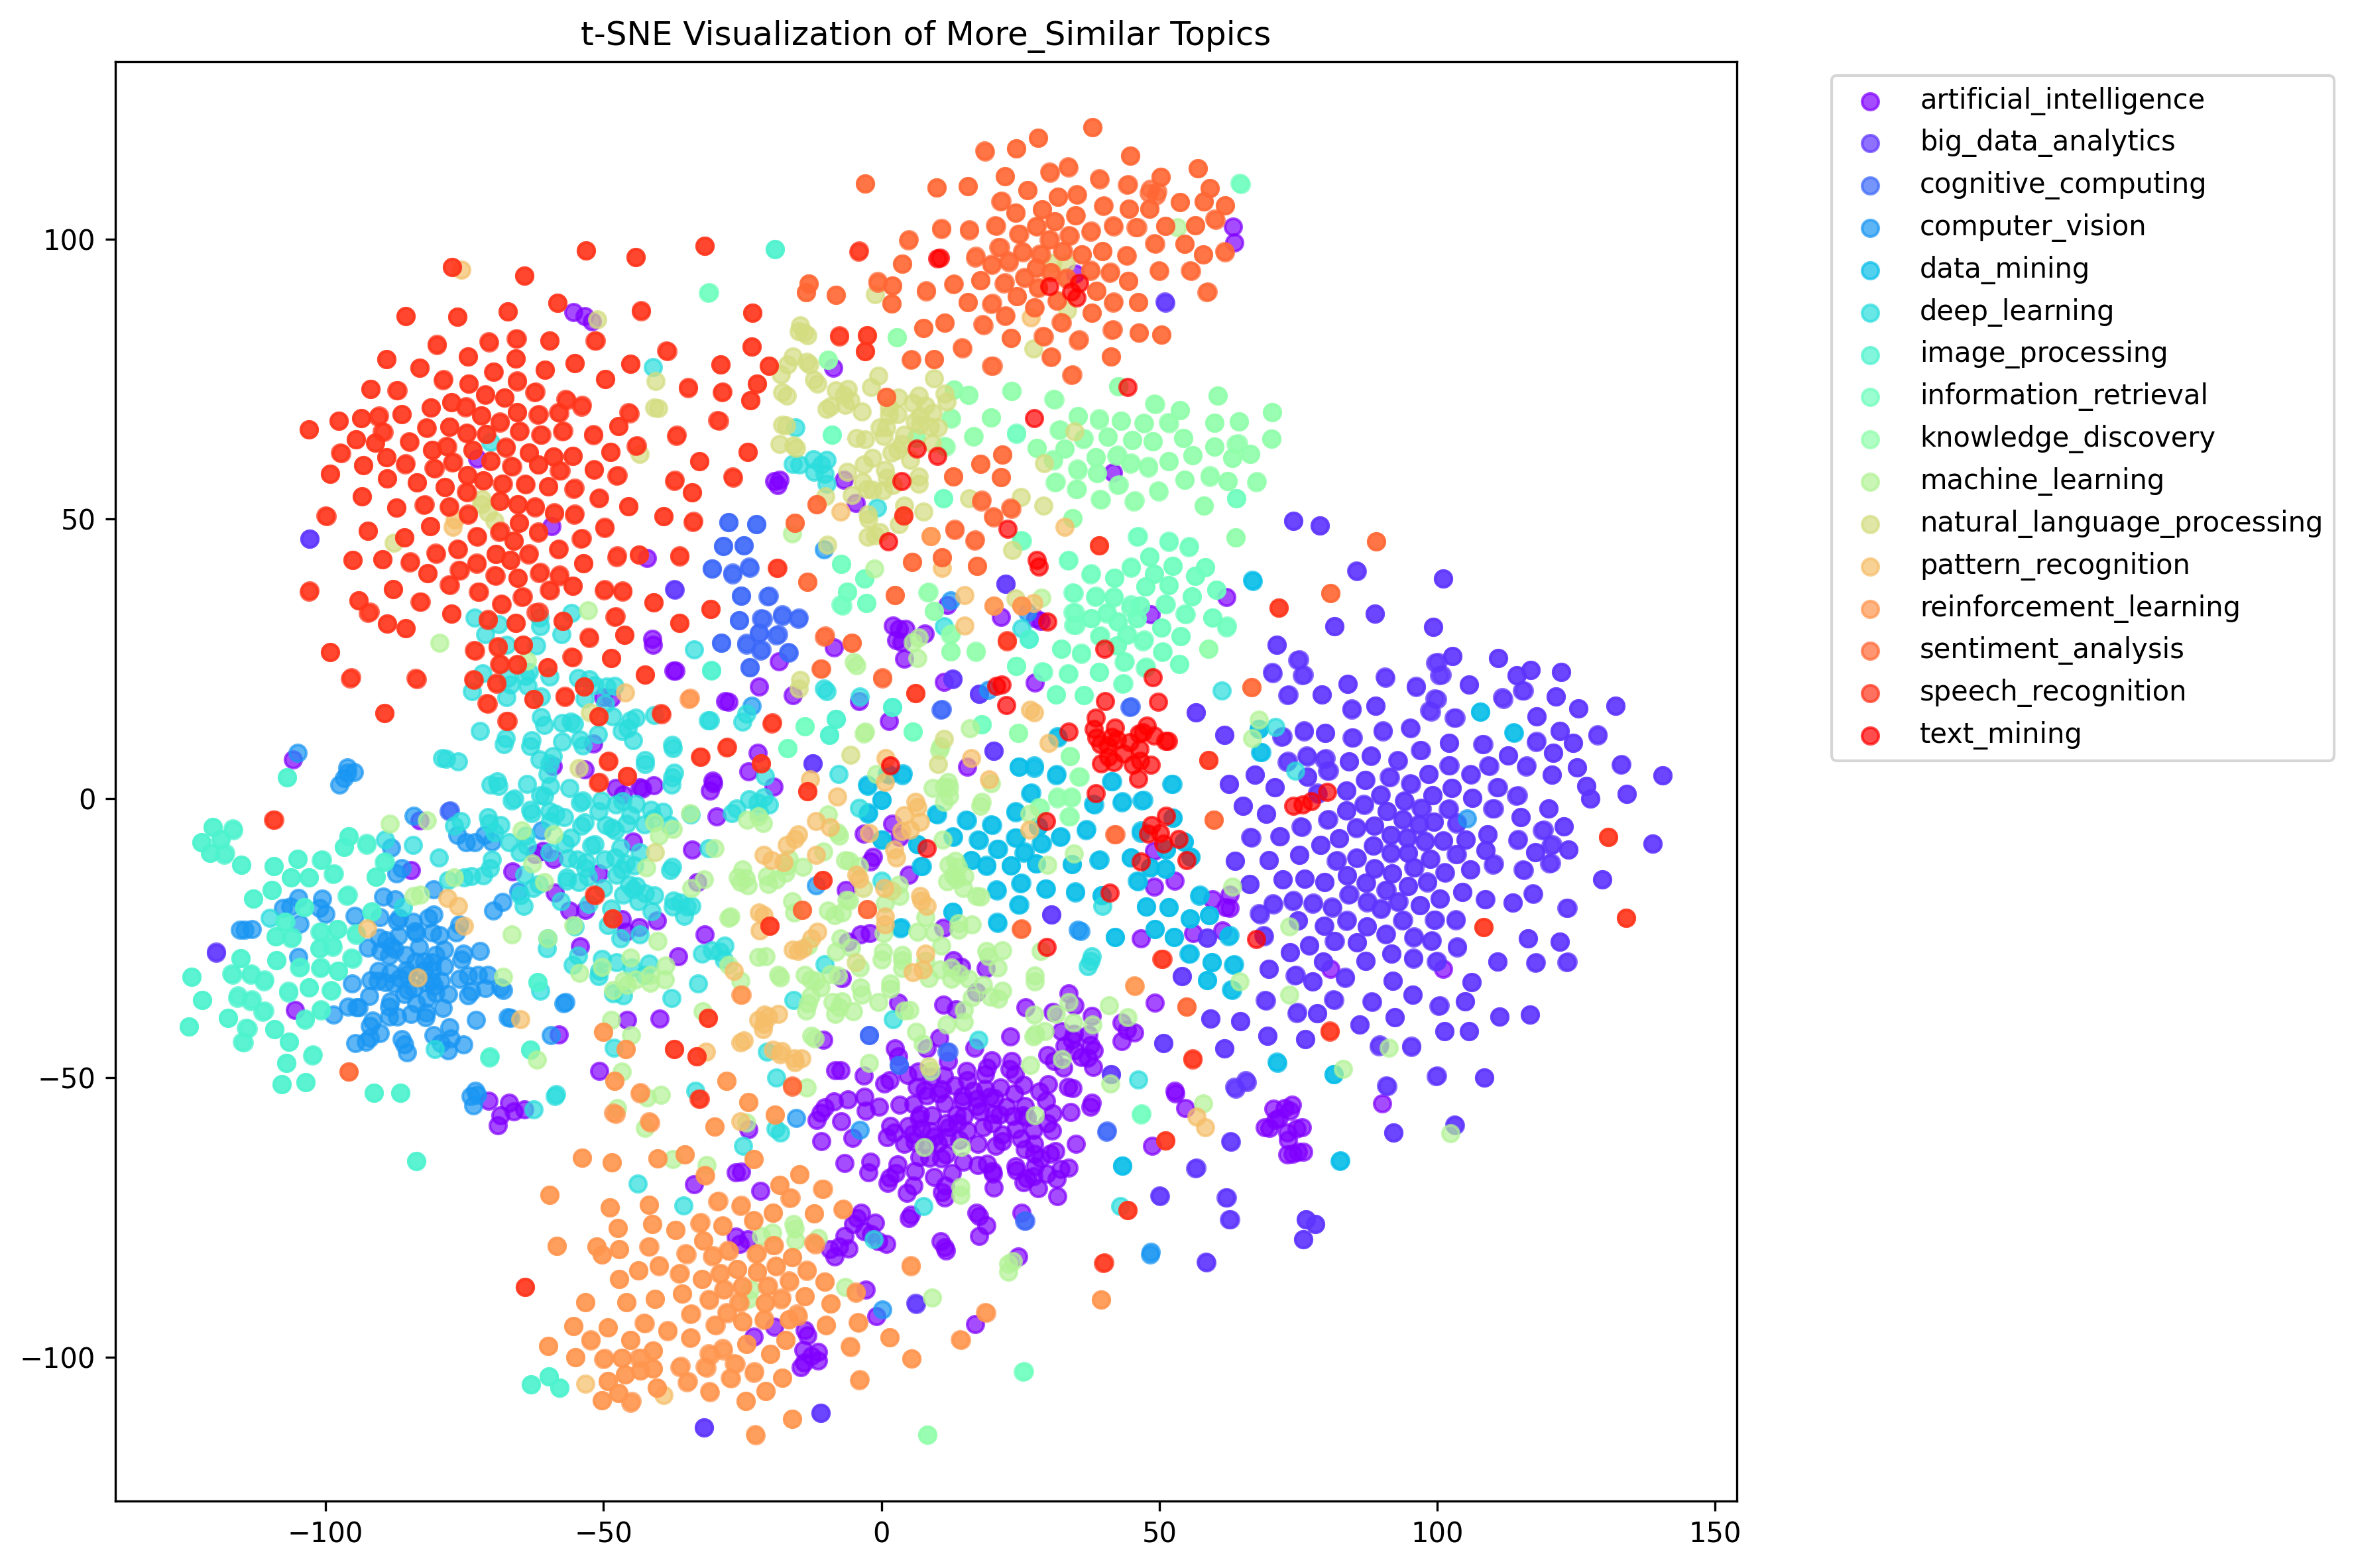 t-SNE Visualization of More_Similar Topics
artificial_intelligence
big_data_analytics
cognitive_computing
computer_vision
data_mining
deep_learning
image_processing
information_retrieval
knowledge_discovery
machine_learning
natural_language_processing
pattern_recognition
reinforcement_learning
sentiment_analysis
speech_recognition
text_mining
100
50
0
−50
−100
−100 −50 0 50 100 150